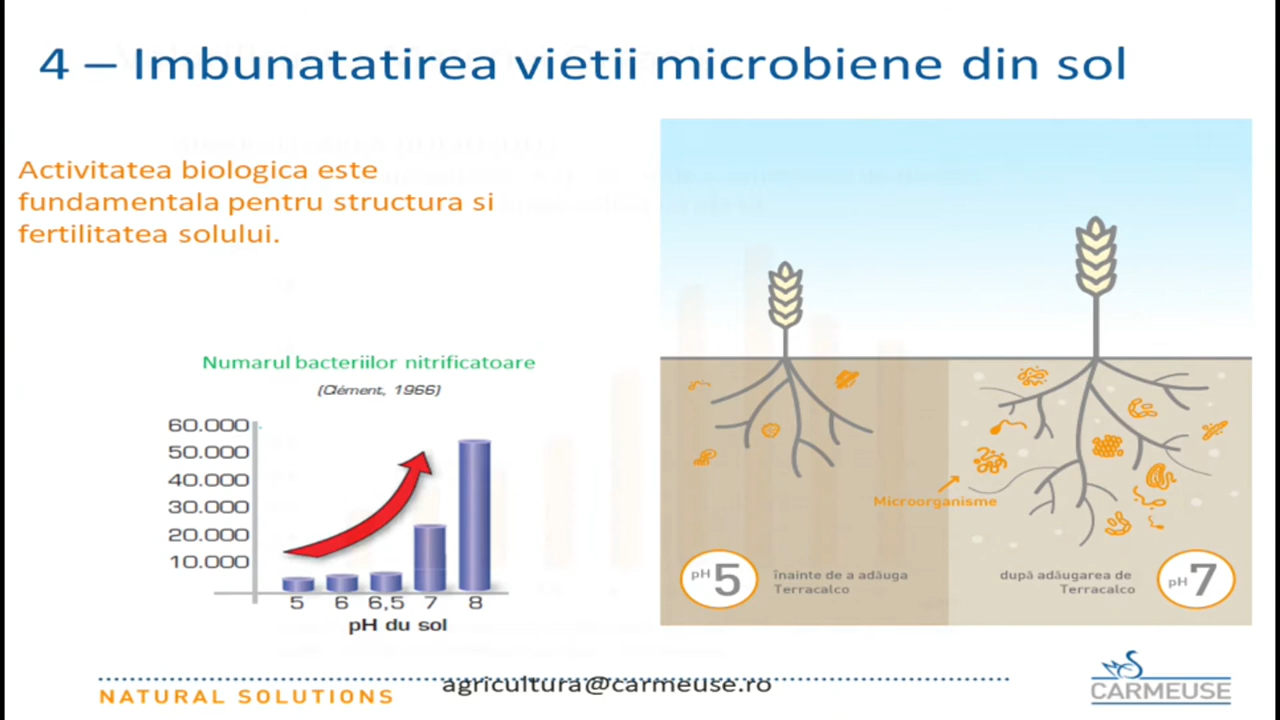 4 – Imbunatatirea vietii microbiene din sol
Activitatea biologica este
fundamentala pentru structura si
fertilitatea solului.
Numarul bacteriilor nitrificatoare
(Clément, 1966)
60.000
50.000
40.000
30.000
20.000
10.000
5 6 6,5 7 8
pH du sol
Microorganisme
pH 5
înainte de a adăuga
Terracalco
după adăugarea de
Terracalco
pH 7
NATURAL SOLUTIONS
agricultura@carmeuse.ro
CARMEUSE